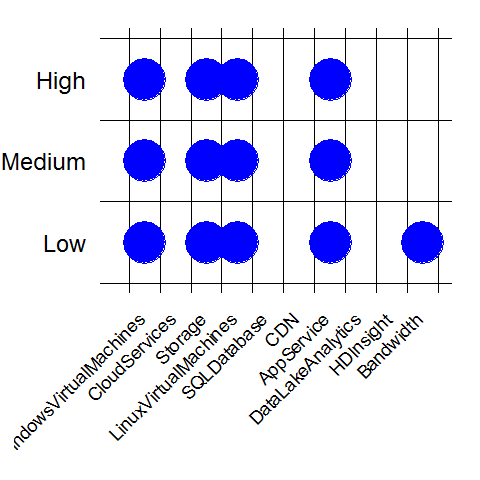 High
Medium
Low
ndowsVirtualMachines
CloudServices
Storage
LinuxVirtualMachines
SQLDatabase
CDN
AppService
DataLakeAnalytics
HDInsight
Bandwidth